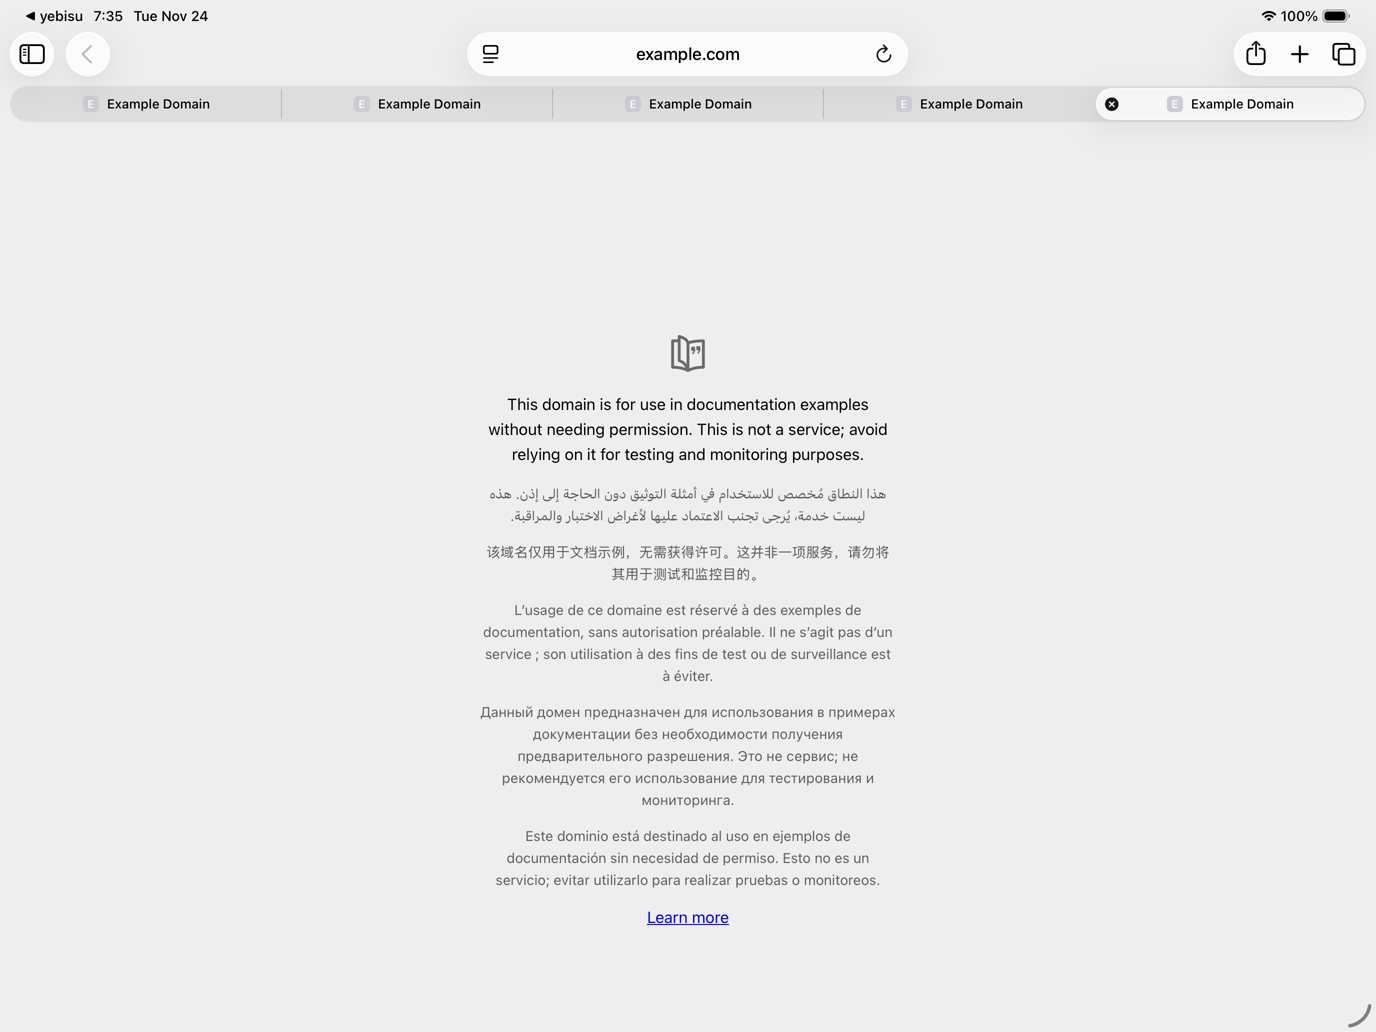 yebisu 7:35 Tue Nov 24 100%
example.com
E Example Domain E Example Domain E Example Domain E Example Domain E Example Domain
This domain is for use in documentation examples
without needing permission. This is not a service; avoid
relying on it for testing and monitoring purposes.
هذا النطاق مُخصص للاستخدام في أمثلة التوثيق دون الحاجة إلى إذن. هذه
ليست خدمة، يُرجى تجنب الاعتماد عليها لأغراض الاختبار والمراقبة.
该域名仅用于文档示例，无需获得许可。这并非一项服务，请勿将
其用于测试和监控目的。
L’usage de ce domaine est réservé à des exemples de
documentation, sans autorisation préalable. Il ne s’agit pas d’un
service ; son utilisation à des fins de test ou de surveillance est
à éviter.
Данный домен предназначен для использования в примерах
документации без необходимости получения
предварительного разрешения. Это не сервис; не
рекомендуется его использование для тестирования и
мониторинга.
Este dominio está destinado al uso en ejemplos de
documentación sin necesidad de permiso. Esto no es un
servicio; evitar utilizarlo para realizar pruebas o monitoreos.
Learn more